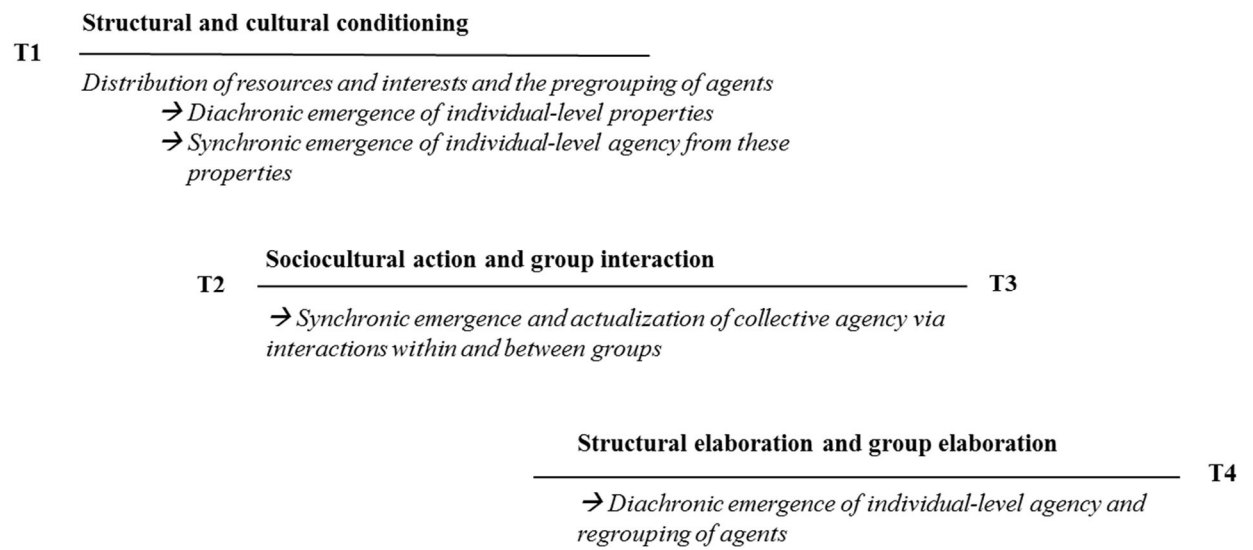 Structural and cultural conditioning
T1
Distribution of resources and interests and the pregrouping of agents
→ Diachronic emergence of individual-level properties
→ Synchronic emergence of individual-level agency from these
properties
Sociocultural action and group interaction
T2
T3
→ Synchronic emergence and actualization of collective agency via
interactions within and between groups
Structural elaboration and group elaboration
T4
→ Diachronic emergence of individual-level agency and
regrouping of agents